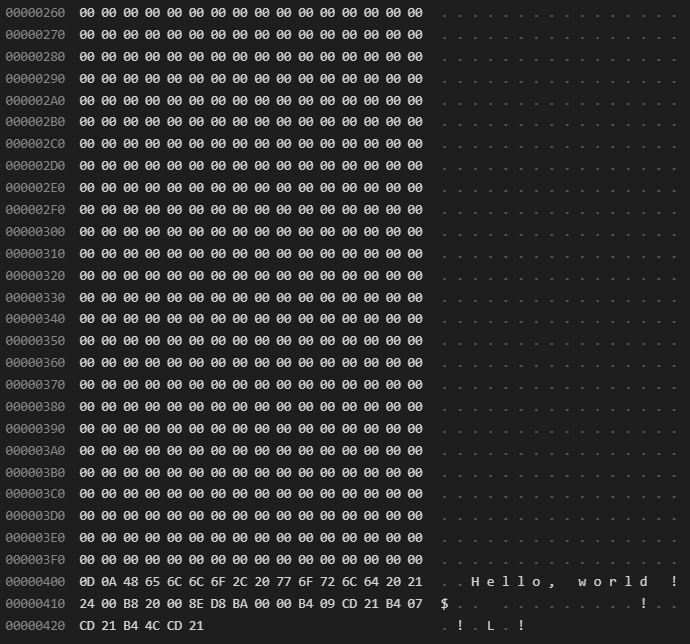 00000260 00 00 00 00 00 00 00 00 00 00 00 00 00 00 00 00 . . . . . . . . . . . . . . . .
00000270 00 00 00 00 00 00 00 00 00 00 00 00 00 00 00 00 . . . . . . . . . . . . . . . .
00000280 00 00 00 00 00 00 00 00 00 00 00 00 00 00 00 00 . . . . . . . . . . . . . . . .
00000290 00 00 00 00 00 00 00 00 00 00 00 00 00 00 00 00 . . . . . . . . . . . . . . . .
000002A0 00 00 00 00 00 00 00 00 00 00 00 00 00 00 00 00 . . . . . . . . . . . . . . . .
000002B0 00 00 00 00 00 00 00 00 00 00 00 00 00 00 00 00 . . . . . . . . . . . . . . . .
000002C0 00 00 00 00 00 00 00 00 00 00 00 00 00 00 00 00 . . . . . . . . . . . . . . . .
000002D0 00 00 00 00 00 00 00 00 00 00 00 00 00 00 00 00 . . . . . . . . . . . . . . . .
000002E0 00 00 00 00 00 00 00 00 00 00 00 00 00 00 00 00 . . . . . . . . . . . . . . . .
000002F0 00 00 00 00 00 00 00 00 00 00 00 00 00 00 00 00 . . . . . . . . . . . . . . . .
00000300 00 00 00 00 00 00 00 00 00 00 00 00 00 00 00 00 . . . . . . . . . . . . . . . .
00000310 00 00 00 00 00 00 00 00 00 00 00 00 00 00 00 00 . . . . . . . . . . . . . . . .
00000320 00 00 00 00 00 00 00 00 00 00 00 00 00 00 00 00 . . . . . . . . . . . . . . . .
00000330 00 00 00 00 00 00 00 00 00 00 00 00 00 00 00 00 . . . . . . . . . . . . . . . .
00000340 00 00 00 00 00 00 00 00 00 00 00 00 00 00 00 00 . . . . . . . . . . . . . . . .
00000350 00 00 00 00 00 00 00 00 00 00 00 00 00 00 00 00 . . . . . . . . . . . . . . . .
00000360 00 00 00 00 00 00 00 00 00 00 00 00 00 00 00 00 . . . . . . . . . . . . . . . .
00000370 00 00 00 00 00 00 00 00 00 00 00 00 00 00 00 00 . . . . . . . . . . . . . . . .
00000380 00 00 00 00 00 00 00 00 00 00 00 00 00 00 00 00 . . . . . . . . . . . . . . . .
00000390 00 00 00 00 00 00 00 00 00 00 00 00 00 00 00 00 . . . . . . . . . . . . . . . .
000003A0 00 00 00 00 00 00 00 00 00 00 00 00 00 00 00 00 . . . . . . . . . . . . . . . .
000003B0 00 00 00 00 00 00 00 00 00 00 00 00 00 00 00 00 . . . . . . . . . . . . . . . .
000003C0 00 00 00 00 00 00 00 00 00 00 00 00 00 00 00 00 . . . . . . . . . . . . . . . .
000003D0 00 00 00 00 00 00 00 00 00 00 00 00 00 00 00 00 . . . . . . . . . . . . . . . .
000003E0 00 00 00 00 00 00 00 00 00 00 00 00 00 00 00 00 . . . . . . . . . . . . . . . .
000003F0 00 00 00 00 00 00 00 00 00 00 00 00 00 00 00 00 . . . . . . . . . . . . . . . .
00000400 0D 0A 48 65 6C 6C 6F 2C 20 77 6F 72 6C 64 20 21 . . H e l l o ,   w o r l d   !
00000410 24 00 B8 20 00 8E D8 BA 00 00 B4 09 CD 21 B4 07 $ . .   . . . . . . . . . ! . .
00000420 CD 21 B4 4C CD 21 . ! . L . !